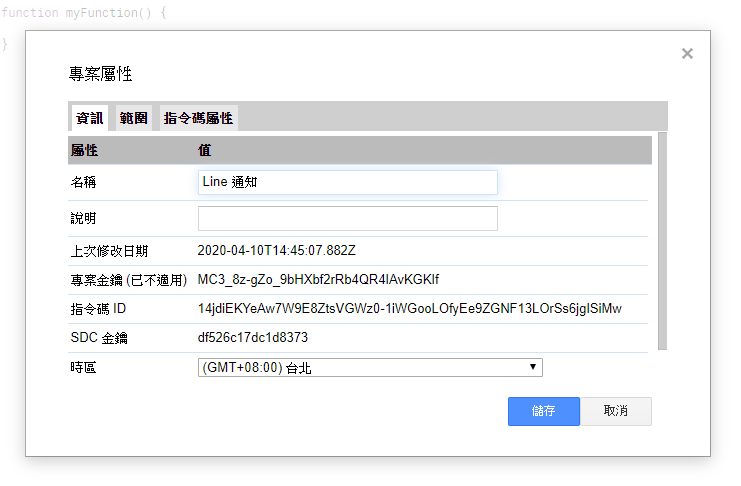 function myFunction() {
}
專案屬性
資訊 範圍 指令碼屬性
屬性 值
名稱 Line 通知
說明
上次修改日期 2020-04-10T14:45:07.882Z
專案金鑰 (已不適用) MC3_8z-gZo_9bHXbf2rRb4QR4lAvKGKIf
指令碼 ID 14jdiEKYeAw7W9E8ZtsVGWz0-1iWGooLOfyEe9ZGNF13LOrSs6jgISiMw
SDC 金鑰 df526c17dc1d8373
時區 (GMT+08:00) 台北
儲存 取消